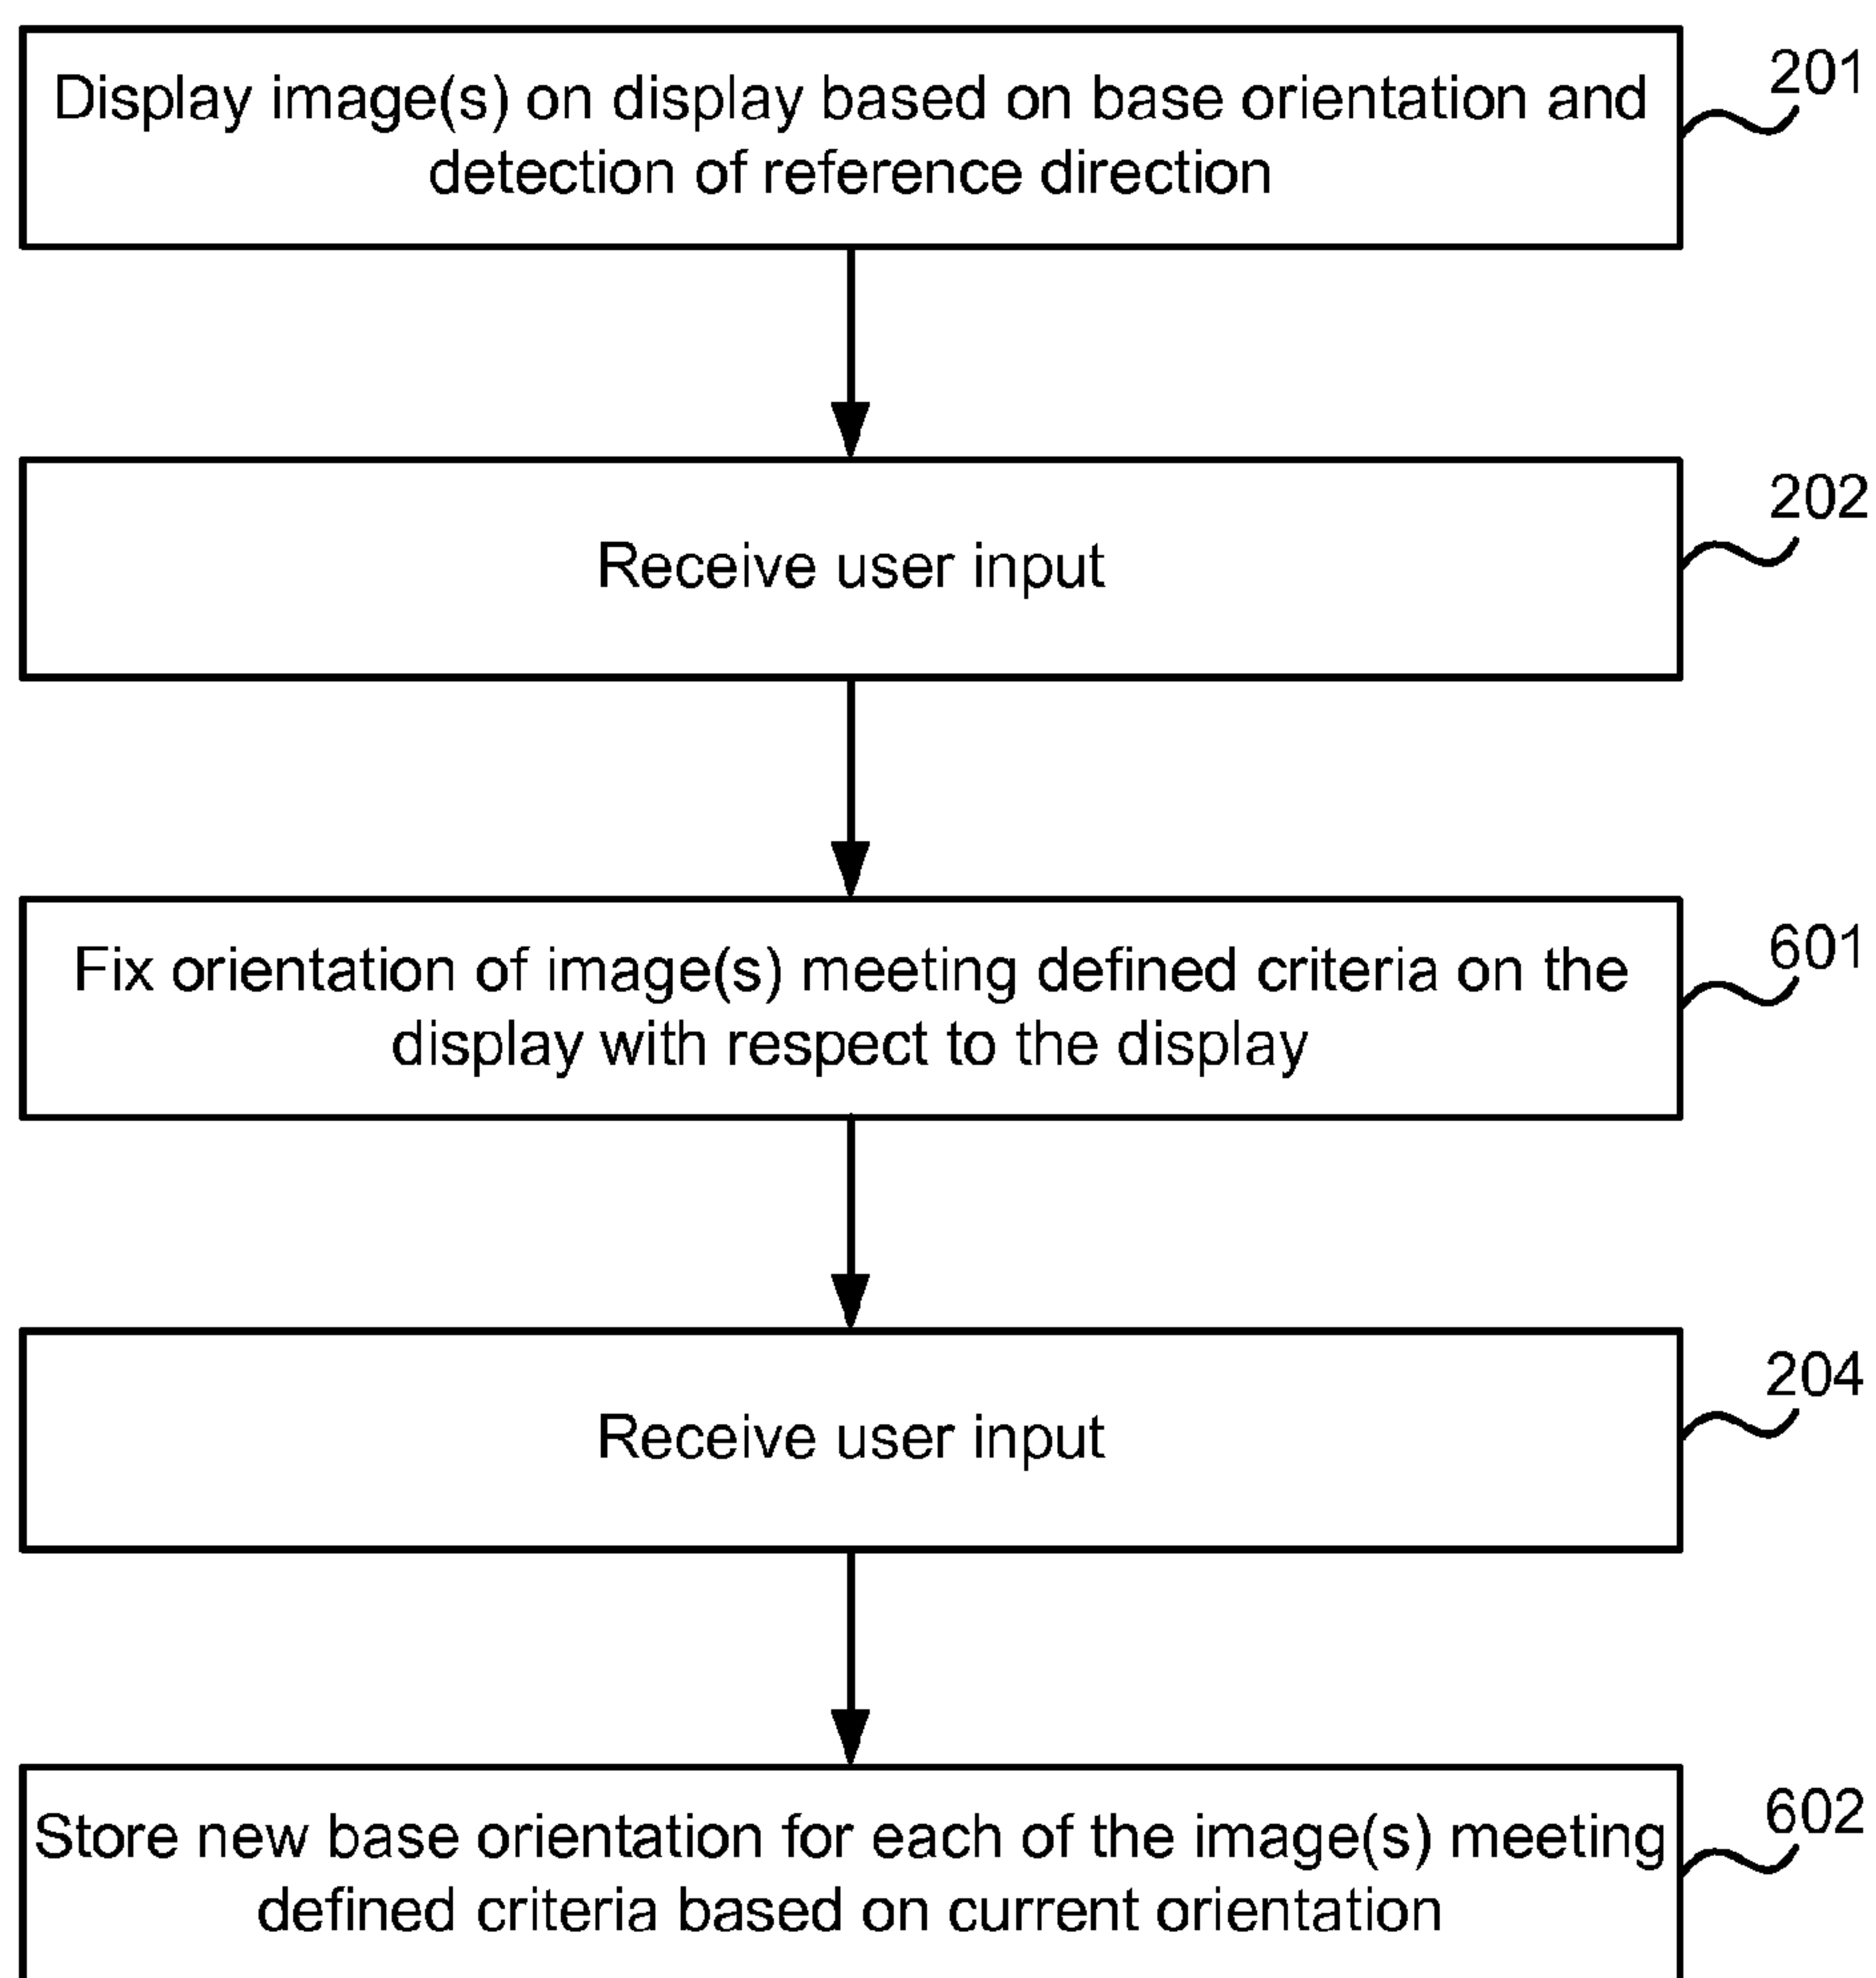 Display image(s) on display based on base orientation and
detection of reference direction
201
Receive user input
202
Fix orientation of image(s) meeting defined criteria on the
display with respect to the display
601
Receive user input
204
Store new base orientation for each of the image(s) meeting
defined criteria based on current orientation
602